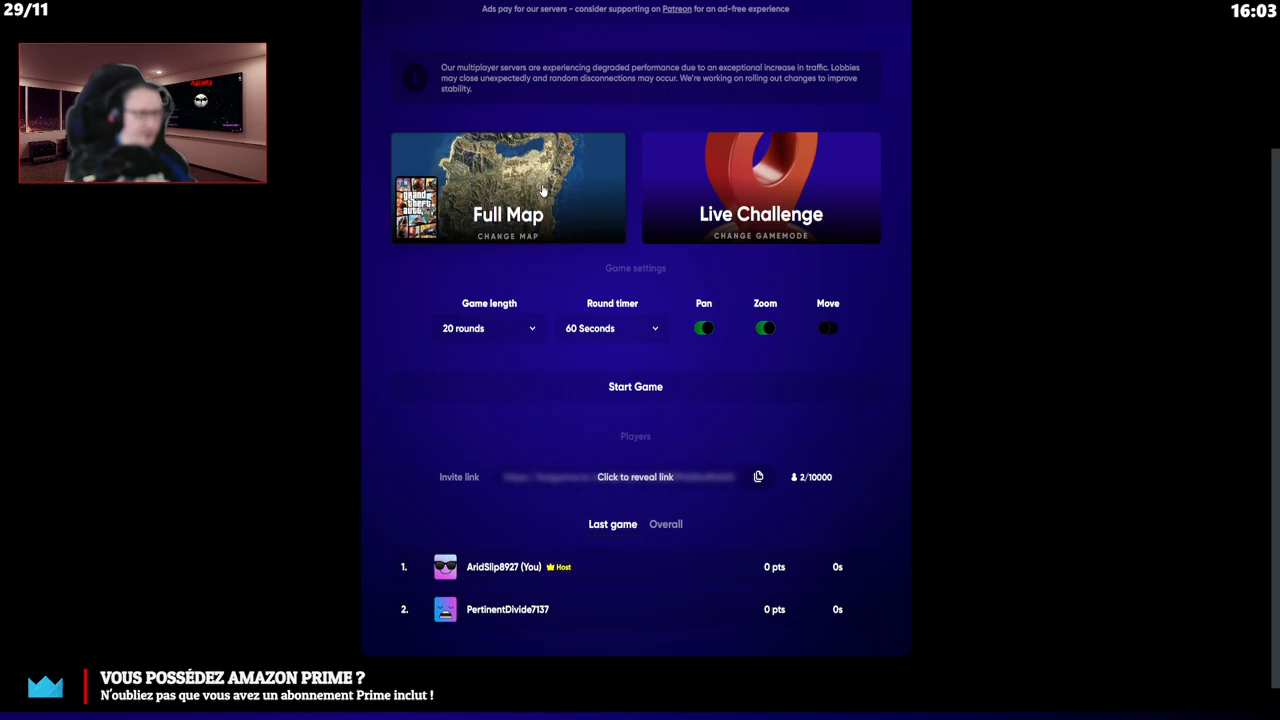 29/11
16:03
Ads pay for our servers - consider supporting on Patreon for an ad-free experience
Our multiplayer servers are experiencing degraded performance due to an exceptional increase in traffic. Lobbies
may close unexpectedly and random disconnections may occur. We're working on rolling out changes to improve
stability.
grand
theft
auto
Full Map
CHANGE MAP
Live Challenge
CHANGE GAMEMODE
Game settings
Game length
Round timer
Pan
Zoom
Move
20 rounds
60 Seconds
Start Game
Players
Invite link
Click to reveal link
2/10000
Last game
Overall
1.
AridSlip8927 (You)
Host
0 pts
0s
2.
PertinentDivide7137
0 pts
0s
VOUS POSSÉDEZ AMAZON PRIME ?
N'oubliez pas que vous avez un abonnement Prime inclut !